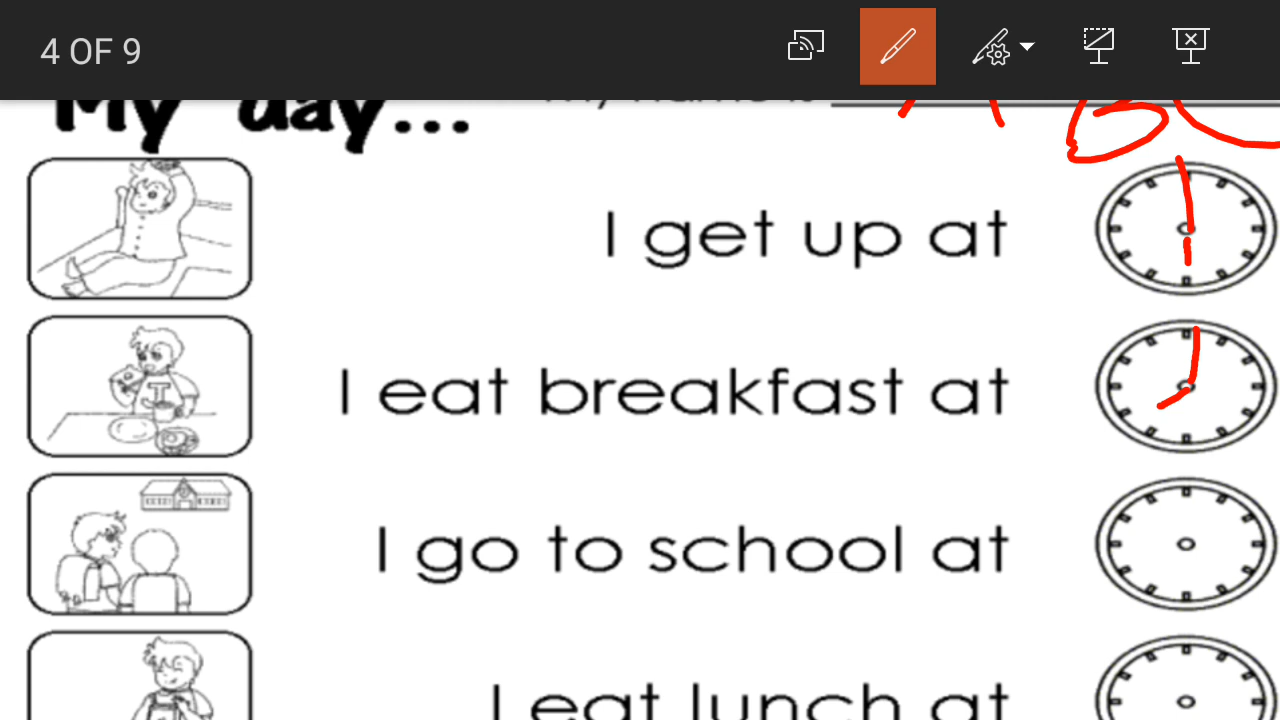 4 OF 9
My day...
I get up at
I eat breakfast at
T
I go to school at
I eat lunch at